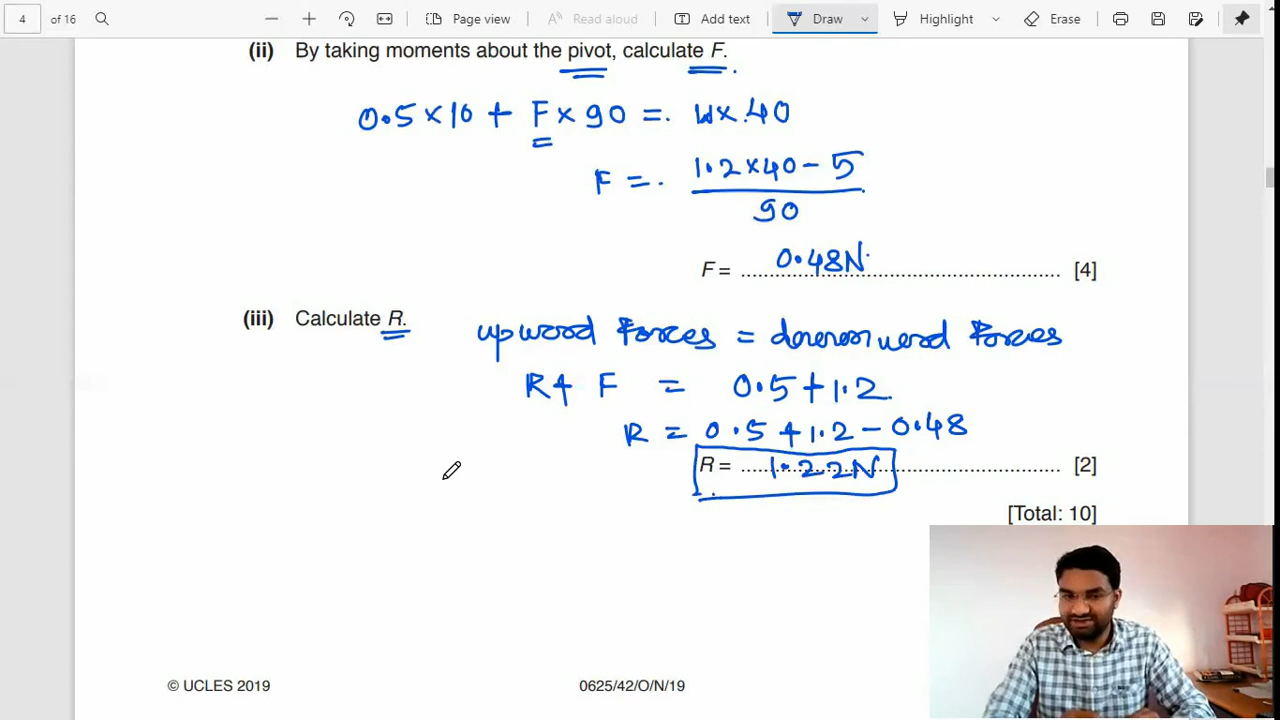 4 of 16 Page view Read aloud Add text Draw Highlight Erase
(ii) By taking moments about the pivot, calculate F.
0.5 × 10 + F × 90 = W × 40
F = 1.2 × 40 - 5
90
0.48N
F = .......................................................... [4]
(iii) Calculate R.
upword Forces = downword Forces
R + F = 0.5 + 1.2
R = 0.5 + 1.2 - 0.48
R = 1.22N .......................................................... [2]
[Total: 10]
© UCLES 2019 0625/42/O/N/19